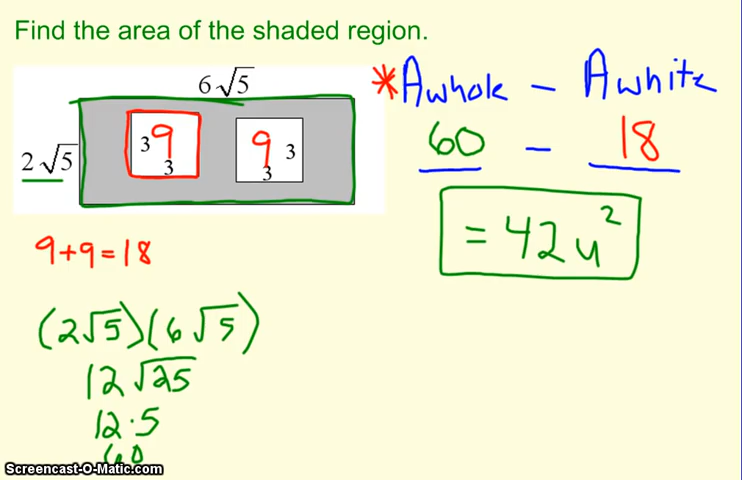 Find the area of the shaded region.
6√5
*Awhole - Awhite
2√5
3 9 3
9 3 3
60 - 18
= 42u²
9+9=18
(2√5)(6√5)
12√25
12·5
60
Screencast-O-Matic.com